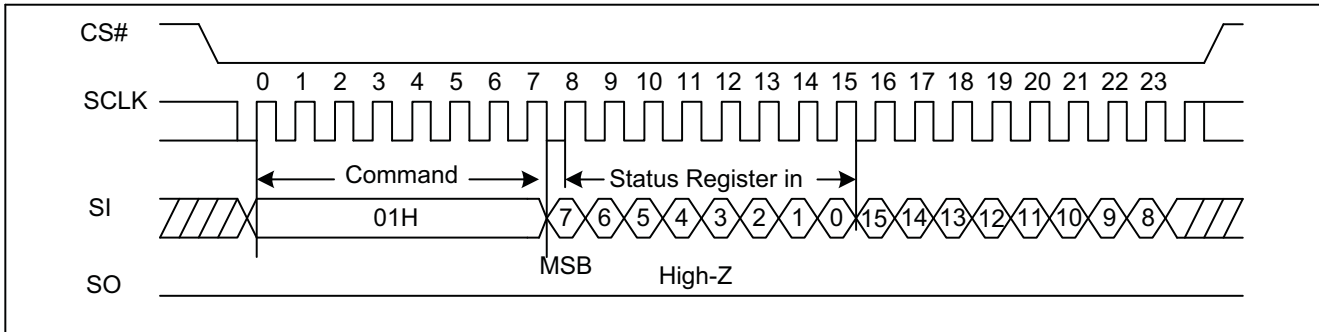 CS#
0 1 2 3 4 5 6 7 8 9 10 11 12 13 14 15 16 17 18 19 20 21 22 23
SCLK
Command Status Register in
SI 01H 7 6 5 4 3 2 1 0 15 14 13 12 11 10 9 8
MSB High-Z
SO